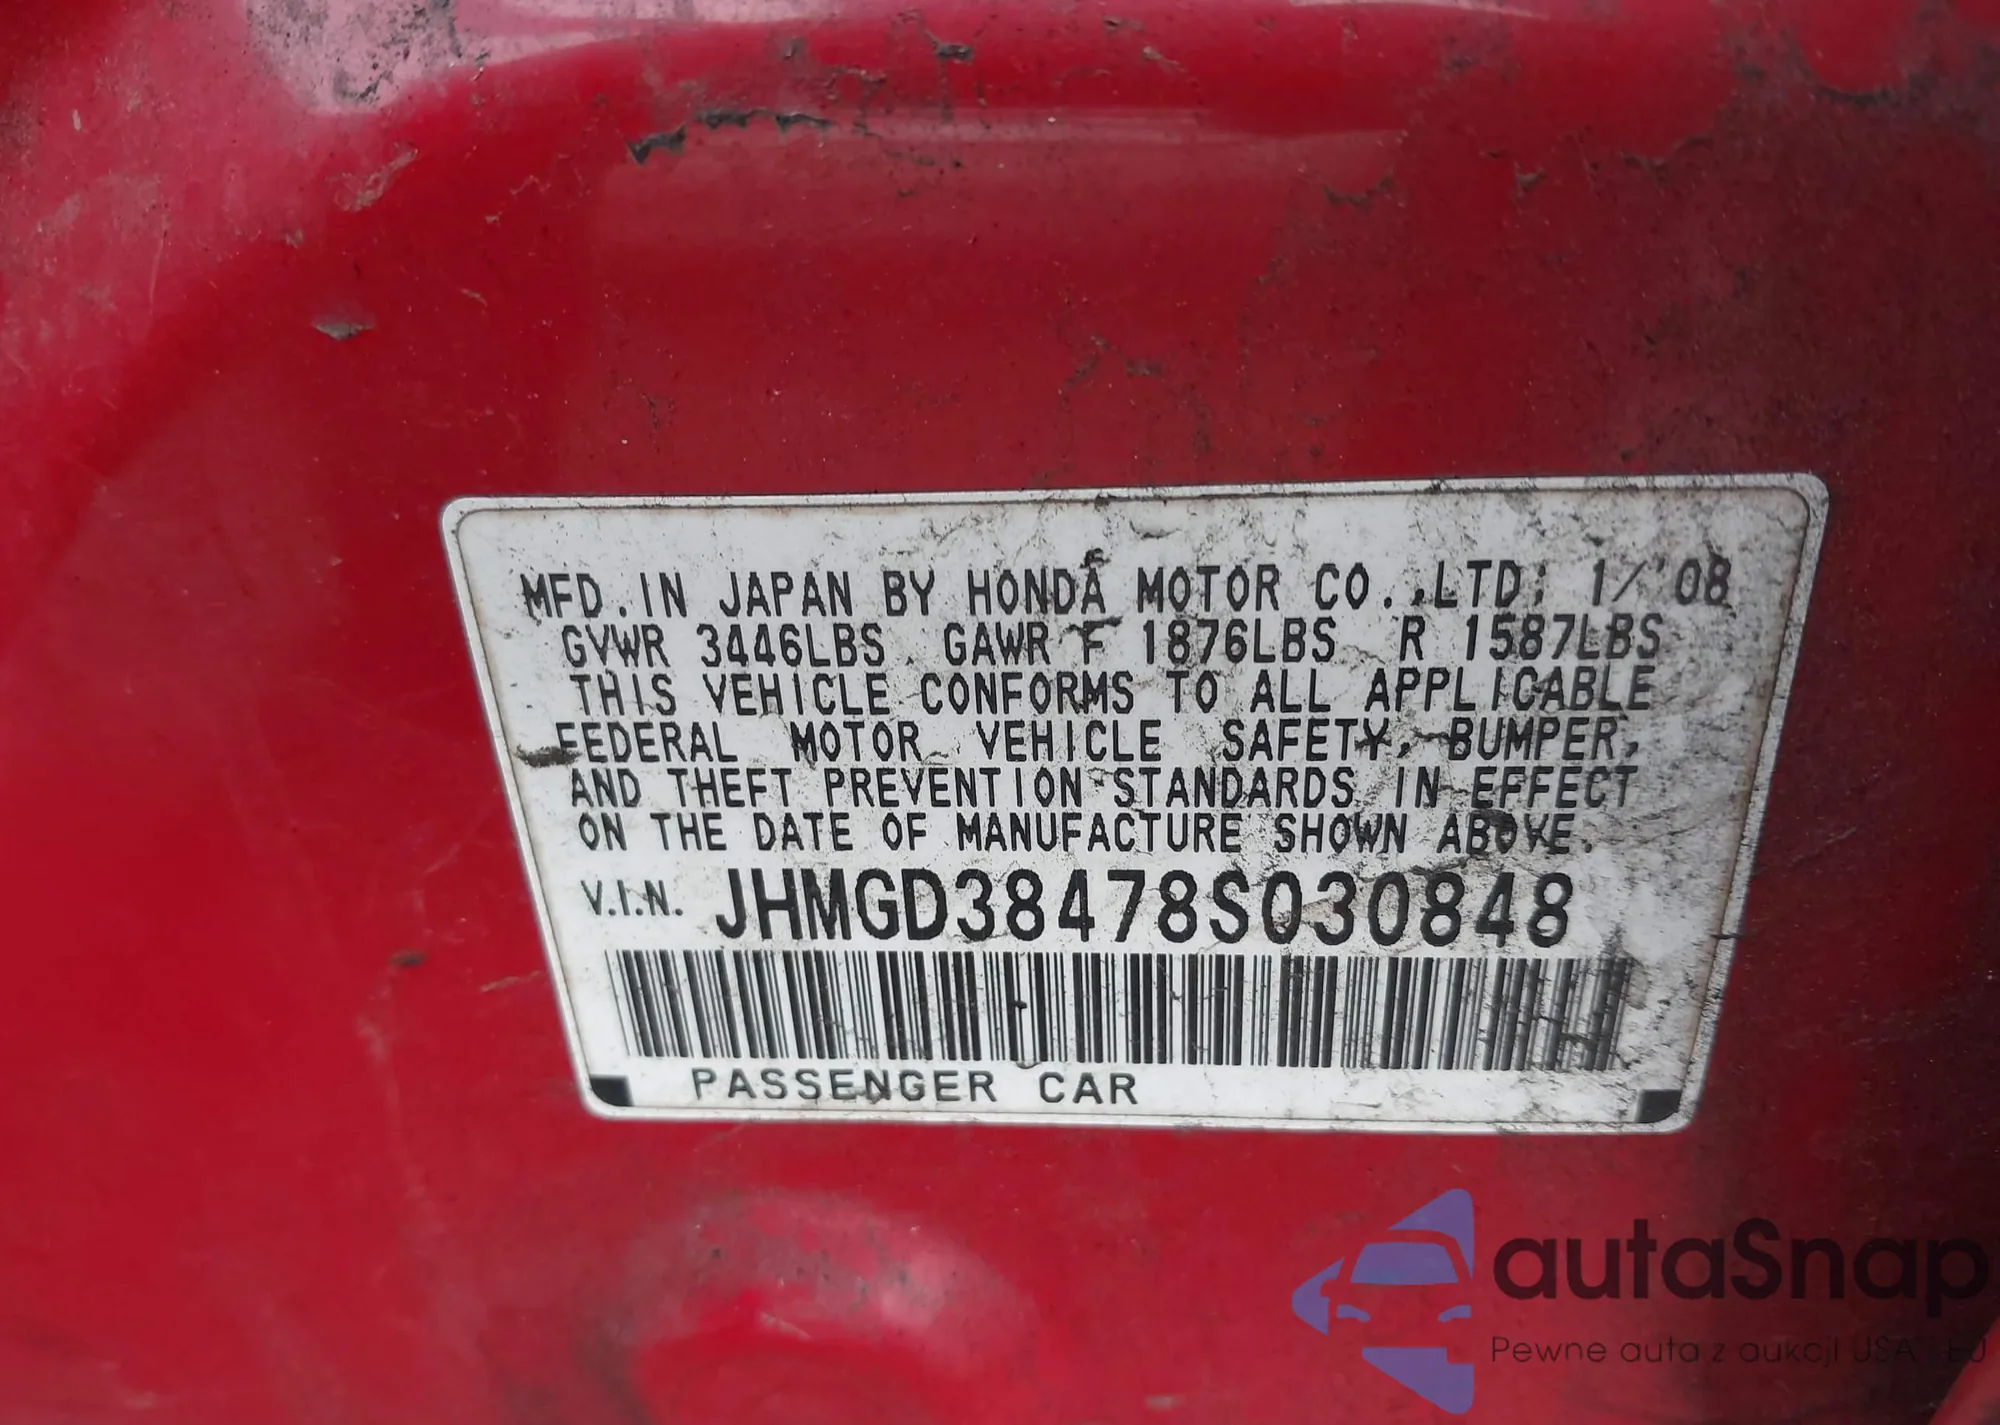 MFD. IN JAPAN BY HONDA MOTOR CO., LTD; 1/'08
GVWR 3446LBS GAWR F 1876LBS R 1587LBS
THIS VEHICLE CONFORMS TO ALL APPLICABLE
FEDERAL MOTOR VEHICLE SAFETY, BUMPER,
AND THEFT PREVENTION STANDARDS IN EFFECT
ON THE DATE OF MANUFACTURE SHOWN ABOVE.
V.I.N. JHMGD38478S030848
PASSENGER CAR
autaSnap
Pewne auta z aukcji USA i EU